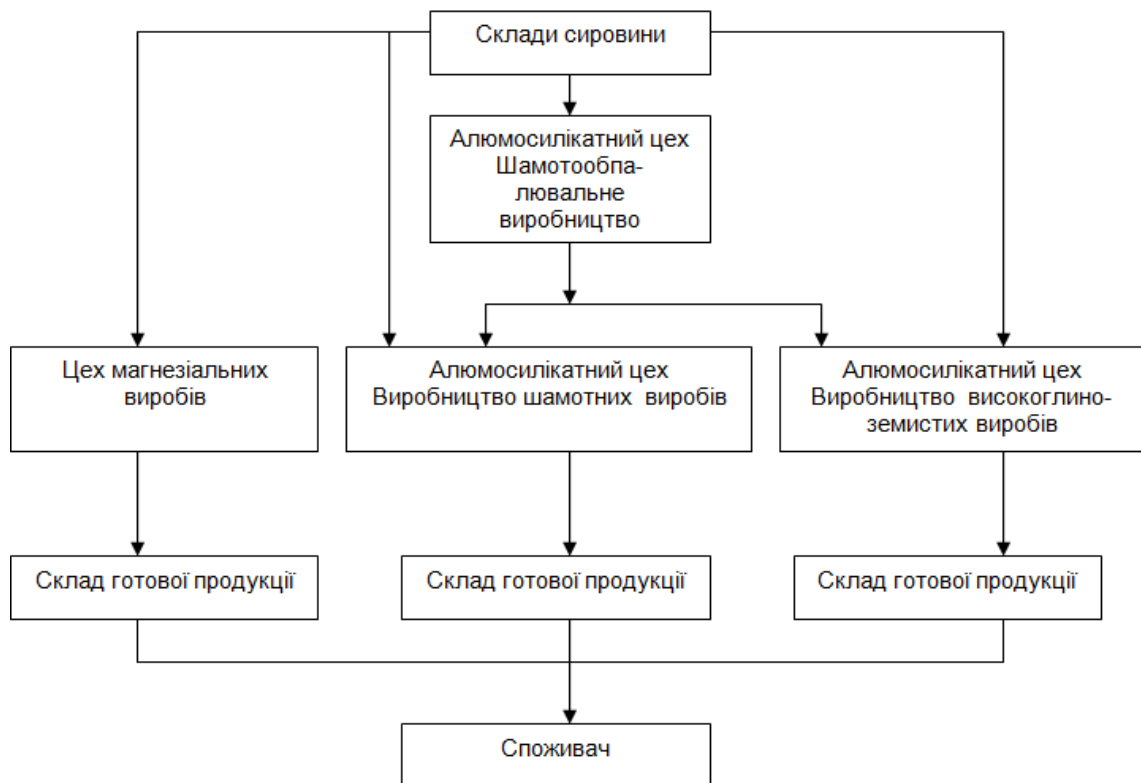 Склади сировини
Алюмосилікатний цех
Шамотообпа-
лювальне
виробництво
Цех магнезіальних
виробів
Алюмосилікатний цех
Виробництво шамотних виробів
Алюмосилікатний цех
Виробництво високоглино-
земистих виробів
Склад готової продукції
Склад готової продукції
Склад готової продукції
Споживач